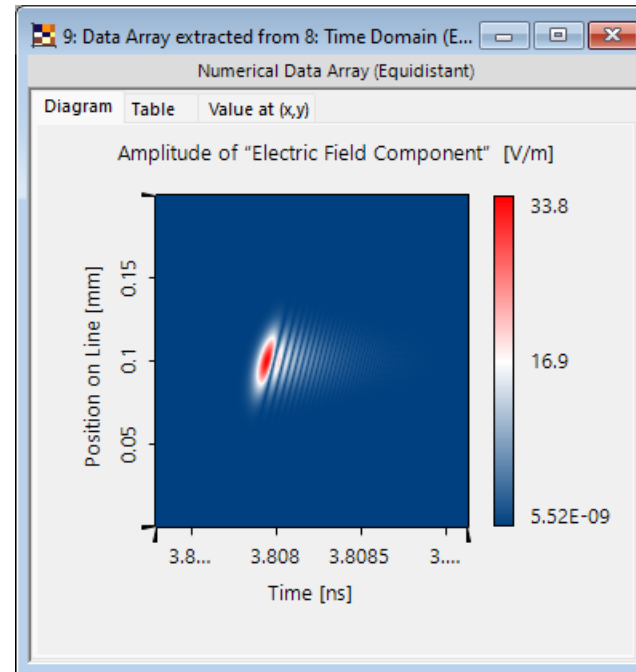 9: Data Array extracted from 8: Time Domain (E...
Numerical Data Array (Equidistant)
Diagram Table Value at (x,y)
Amplitude of "Electric Field Component" [V/m]
33.8
16.9
5.52E-09
Position on Line [mm]
0.15
0.1
0.05
3.8... 3.808 3.8085 3....
Time [ns]